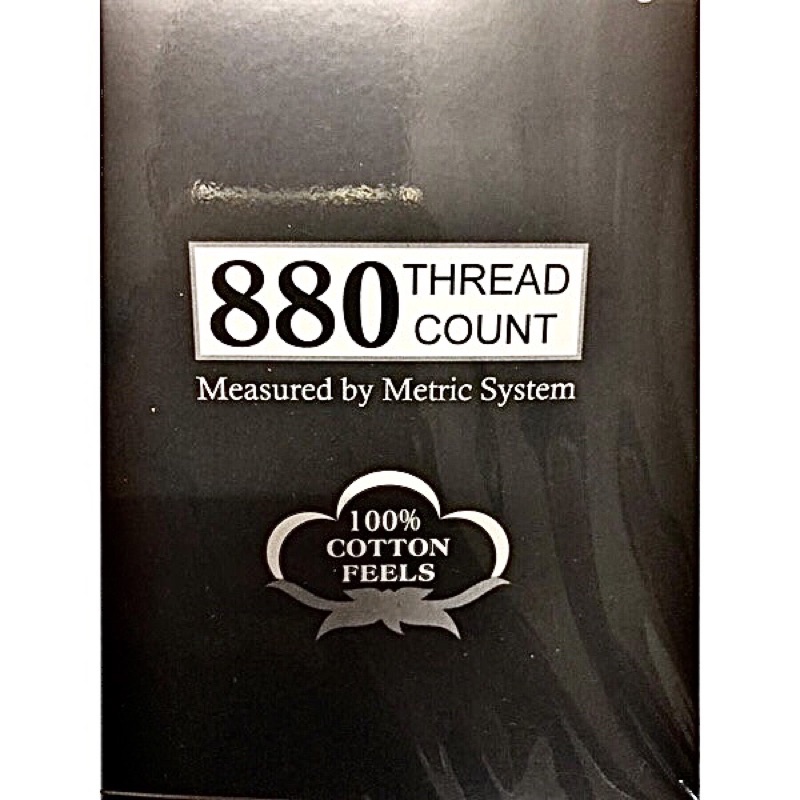 880 THREAD
COUNT
Measured by Metric System
100%
COTTON
FEELS